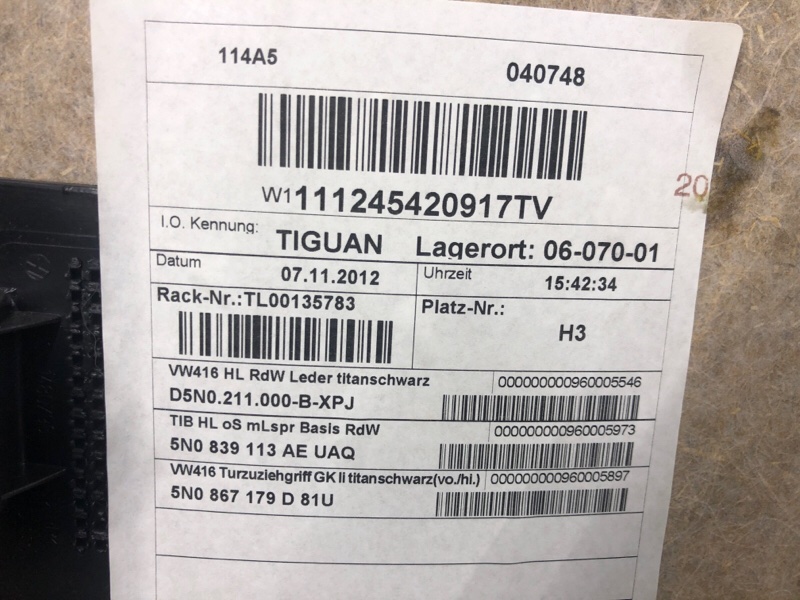 114A5 040748
W1111245420917TV
20
I.O. Kennung: TIGUAN Lagerort: 06-070-01
Datum 07.11.2012 Uhrzeit 15:42:34
Rack-Nr.:TL00135783 Platz-Nr.: H3
VW416 HL RdW Leder titanschwarz 000000000960005546
D5N0.211.000-B-XPJ
TIB HL oS mLspr Basis RdW 000000000960005973
5N0 839 113 AE UAQ
VW416 Turzuziehgriff GK II titanschwarz(vo./hi.) 000000000960005897
5N0 867 179 D 81U